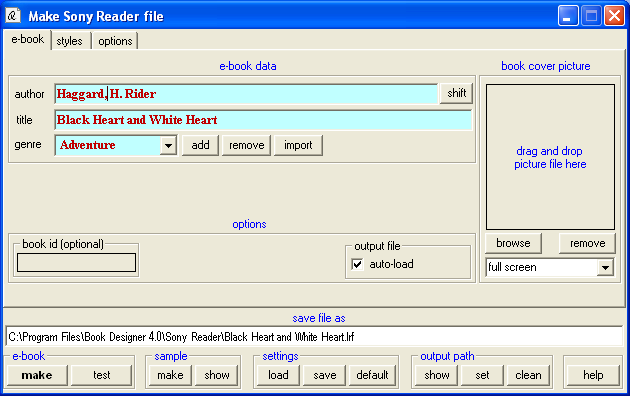 Make Sony Reader file
e-book styles options
e-book data
author Haggard, H. Rider shift
title Black Heart and White Heart
genre Adventure add remove import
book cover picture
drag and drop
picture file here
browse remove
full screen
options
book id (optional)
output file
auto-load
save file as
C:\Program Files\Book Designer 4.0\Sony Reader\Black Heart and White Heart.lrf
e-book sample settings output path
make test make show load save default show set clean help